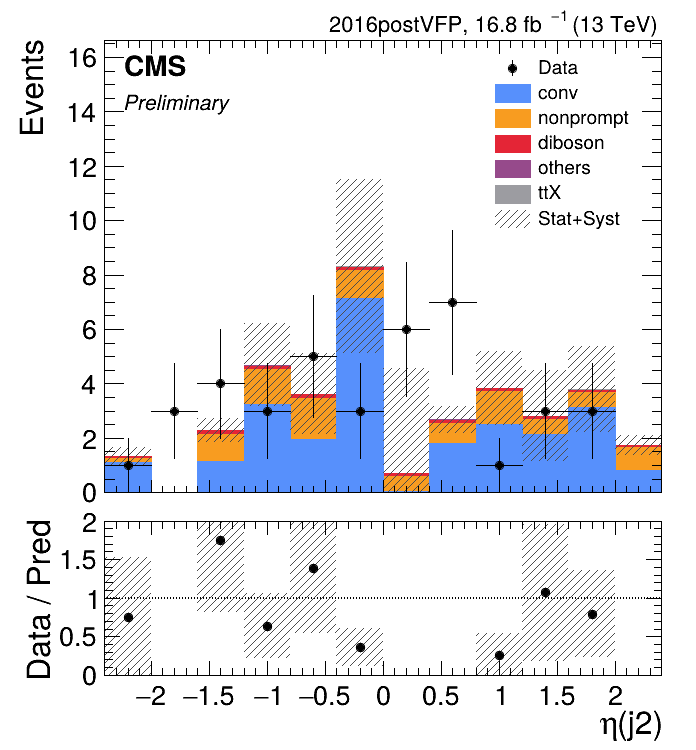 2016postVFP, 16.8 fb −1 (13 TeV)
Events
16
14
12
10
8
6
4
2
0
CMS
Preliminary
Data
conv
nonprompt
diboson
others
ttX
Stat+Syst
Data / Pred
2
1.5
1
0.5
0
−2 −1.5 −1 −0.5 0 0.5 1 1.5 2
η(j2)